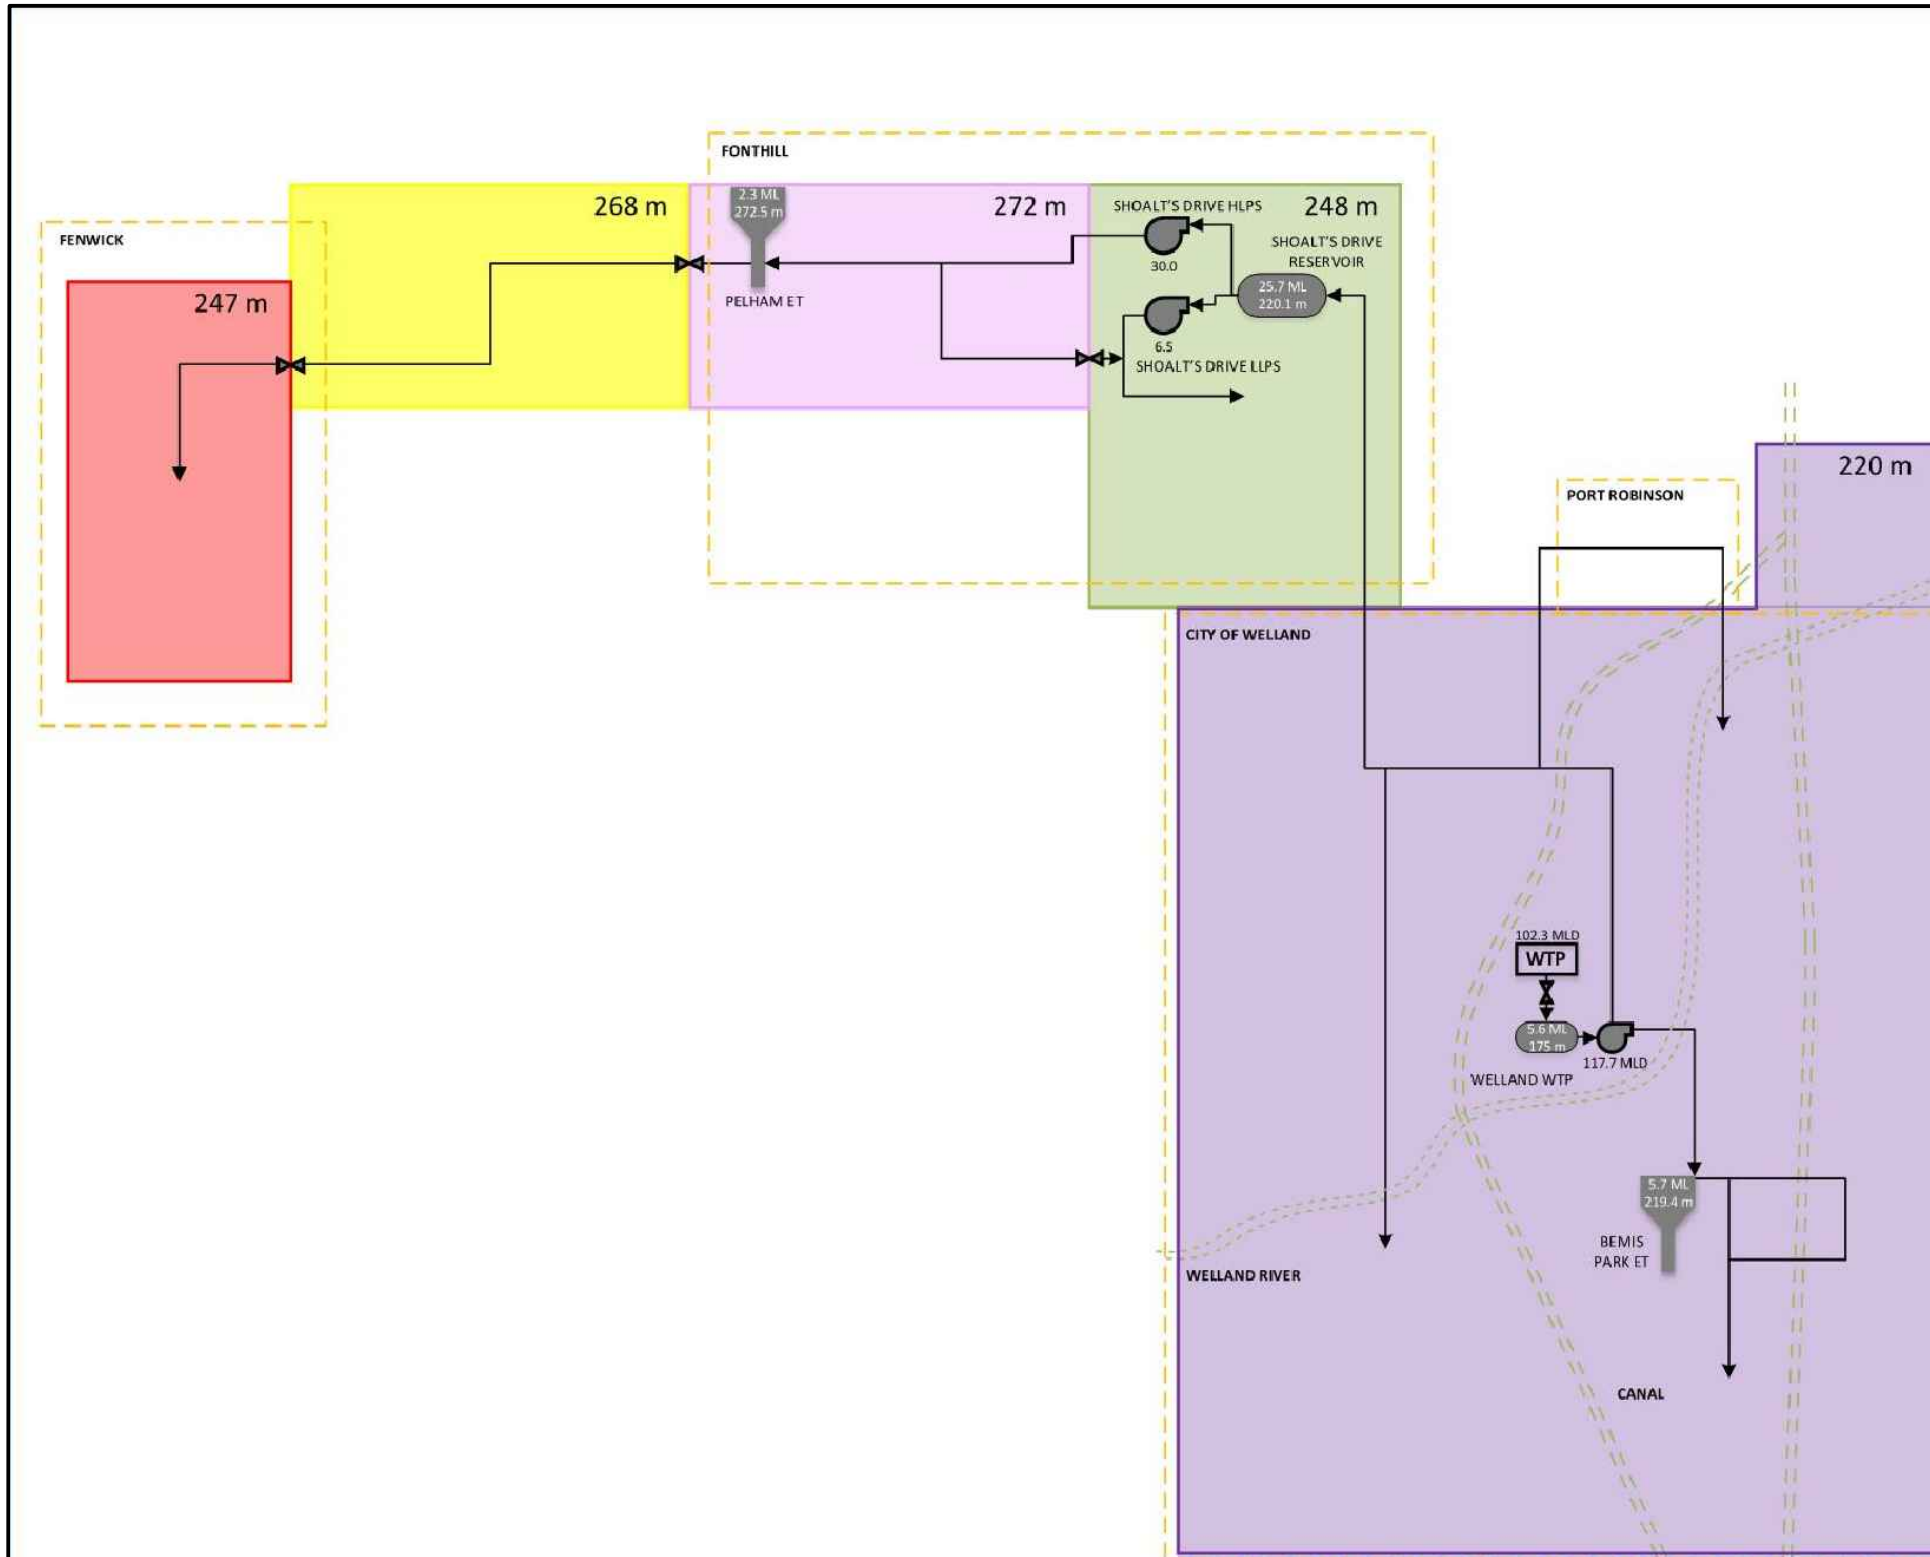 FONTHILL
268 m
2.3 ML
272.5 m
272 m
SHOALT'S DRIVE HLPS
248 m
FENWICK
SHOALT'S DRIVE
RESERVOIR
30.0
25.7 ML
220.1 m
247 m
PELHAM ET
6.5
SHOALT'S DRIVE LLPS
220 m
PORT ROBINSON
CITY OF WELLAND
102.3 MLD
WTP
5.6 ML
175 m
117.7 MLD
WELLAND WTP
5.7 ML
219.4 m
BEMIS
PARK ET
WELLAND RIVER
CANAL